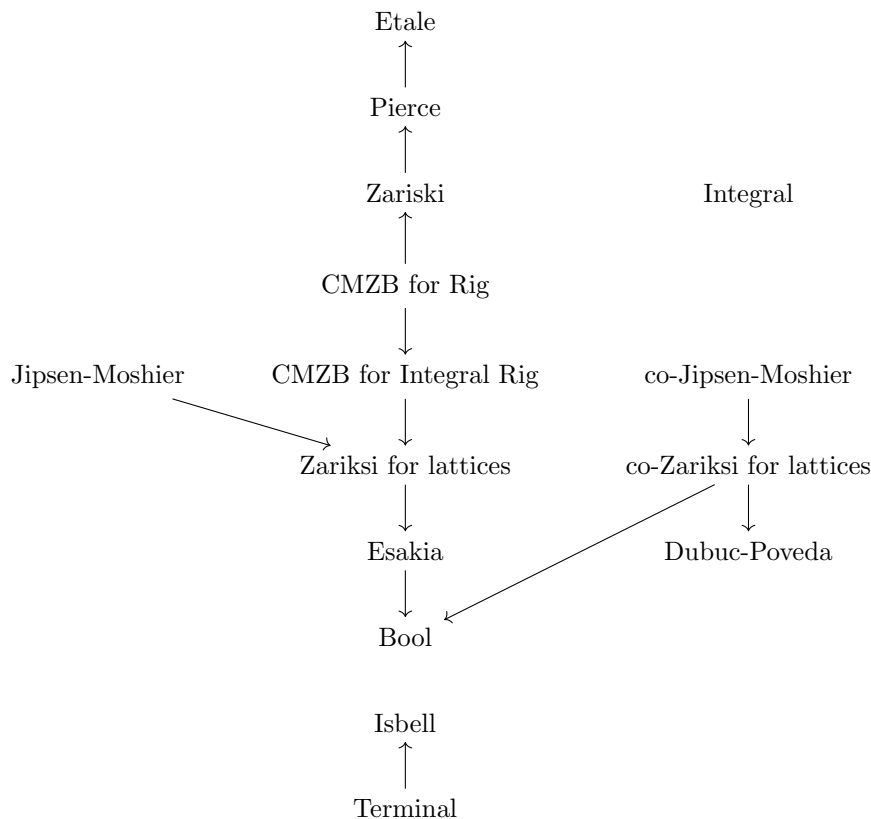 Etale
Pierce
Zariski
Integral
CMZB for Rig
Jipsen-Moshier
CMZB for Integral Rig
co-Jipsen-Moshier
Zariksi for lattices
co-Zariksi for lattices
Esakia
Dubuc-Poveda
Bool
Isbell
Terminal